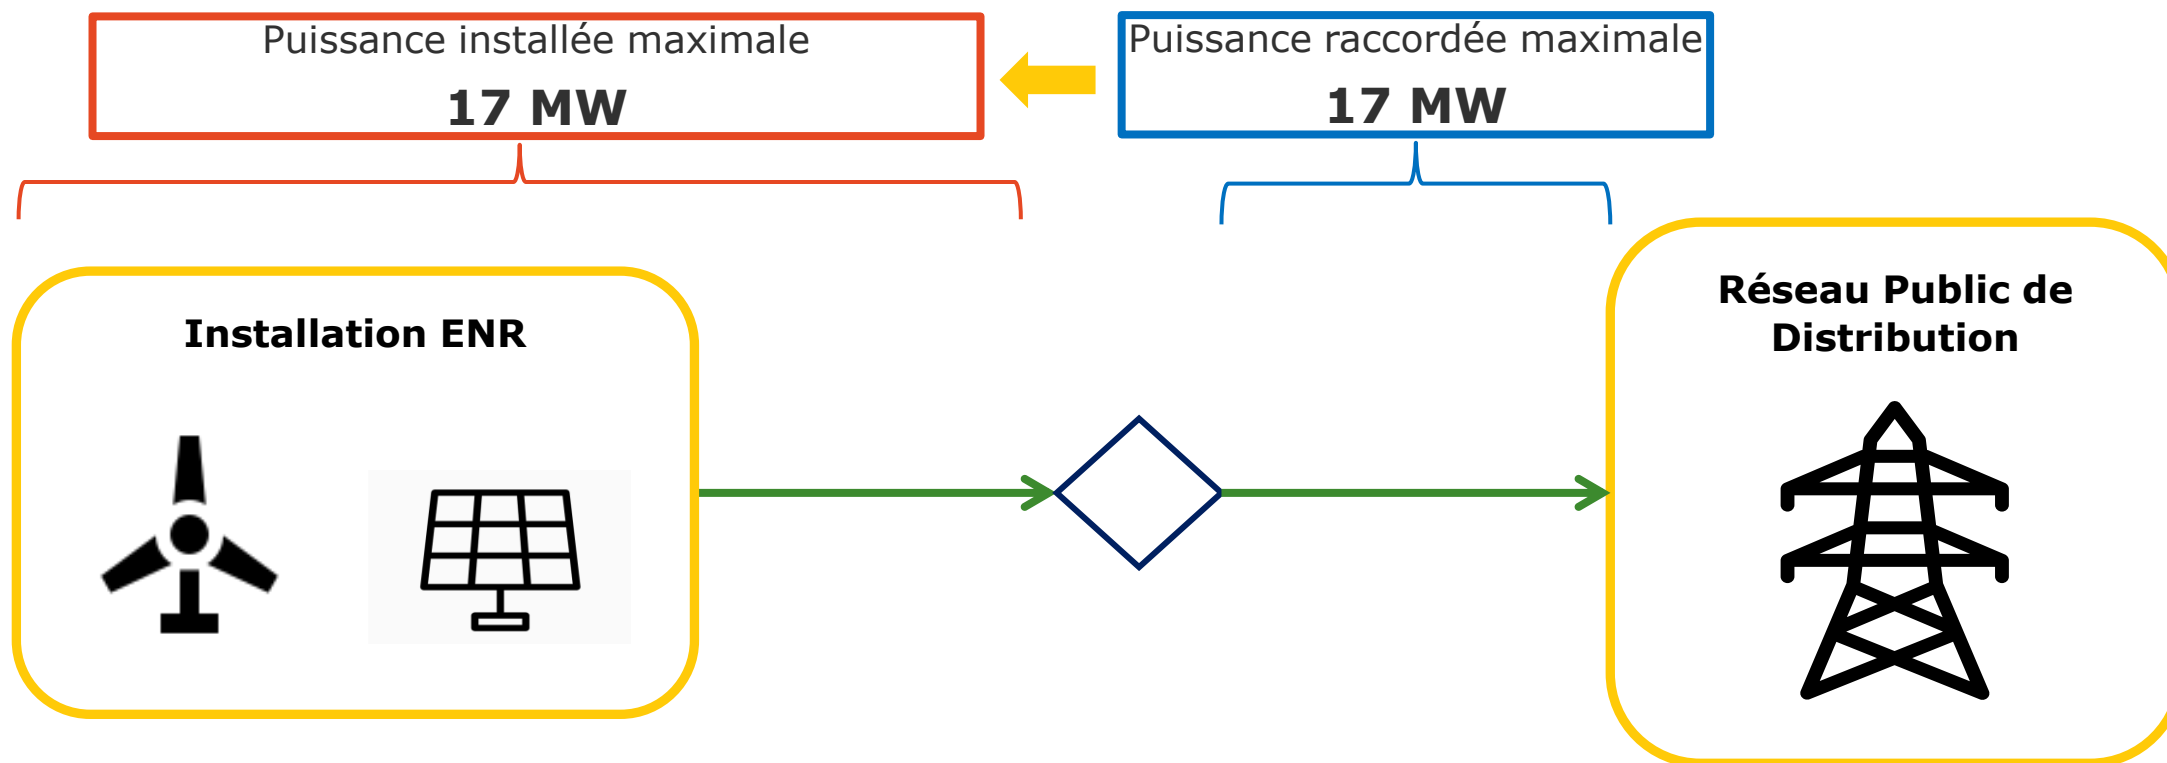 Puissance installée maximale
17 MW
Puissance raccordée maximale
17 MW
Installation ENR
Réseau Public de
Distribution